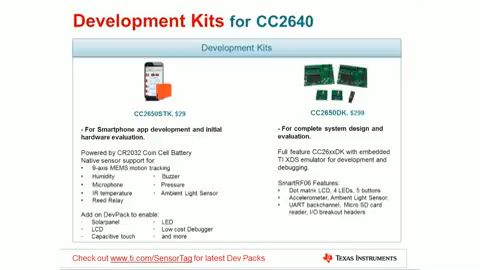 Development Kits for CC2640
Development Kits
CC2650STK, $29
- For Smartphone app development and initial
hardware evaluation.
Powered by CR2032 Coin Cell Battery
Native sensor support for:
· 9-axis MEMS motion tracking
· Humidity · Buzzer
· Microphone · Pressure
· IR temperature · Ambient Light Sensor
· Reed Relay
Add on DevPack to enable:
· Solarpanel · LED
· LCD · Low cost Debugger
· Capacitive touch · and more
CC2650DK, $299
- For complete system design and
evaluation.
Full feature CC26xxDK with embedded
TI XDS emulator for development and
debugging.
SmartRF06 Features:
· Dot matrix LCD, 4 LEDs, 5 buttons
· Accelerometer, Ambient Light Sensor,
· UART backchannel, Micro SD card
reader, I/O breakout headers
Check out www.ti.com/SensorTag for latest Dev Packs
TEXAS INSTRUMENTS